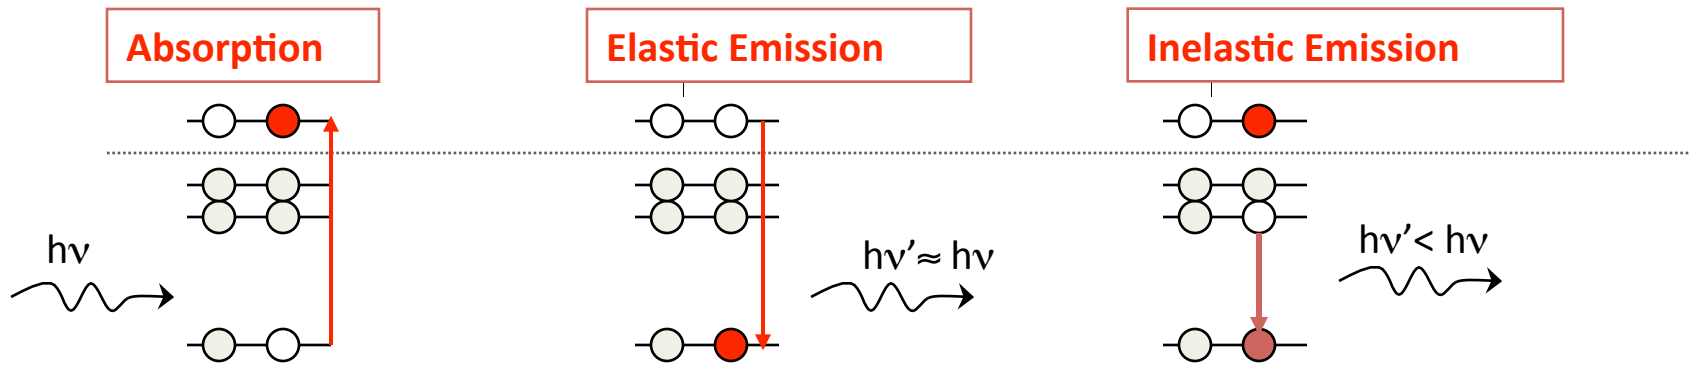 Absorption
Elastic Emission
Inelastic Emission
hν
hν’≈ hν
hν’< hν